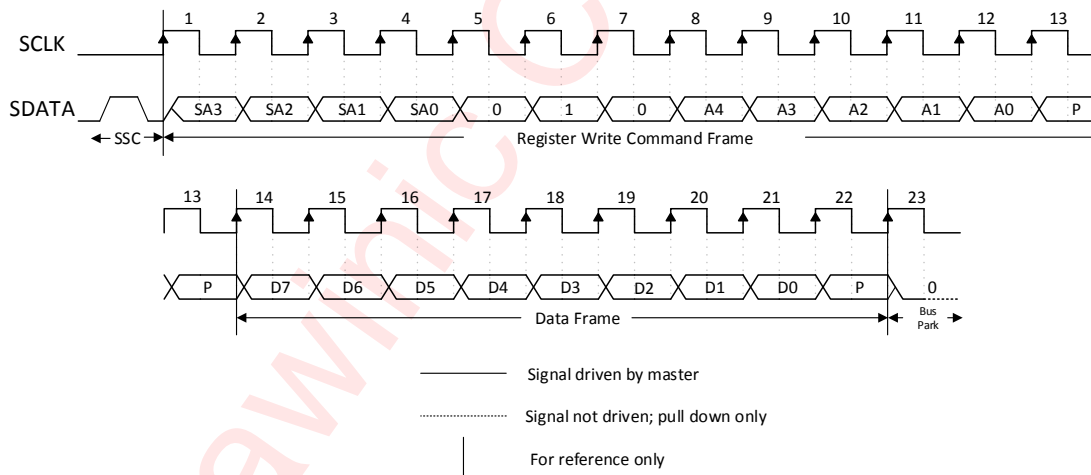 1 2 3 4 5 6 7 8 9 10 11 12 13
SCLK
SDATA SA3 SA2 SA1 SA0 0 1 0 A4 A3 A2 A1 A0 P
SSC Register Write Command Frame
13 14 15 16 17 18 19 20 21 22 23
P D7 D6 D5 D4 D3 D2 D1 D0 P 0
Data Frame Bus
Park
Signal driven by master
Signal not driven; pull down only
For reference only
awinic C